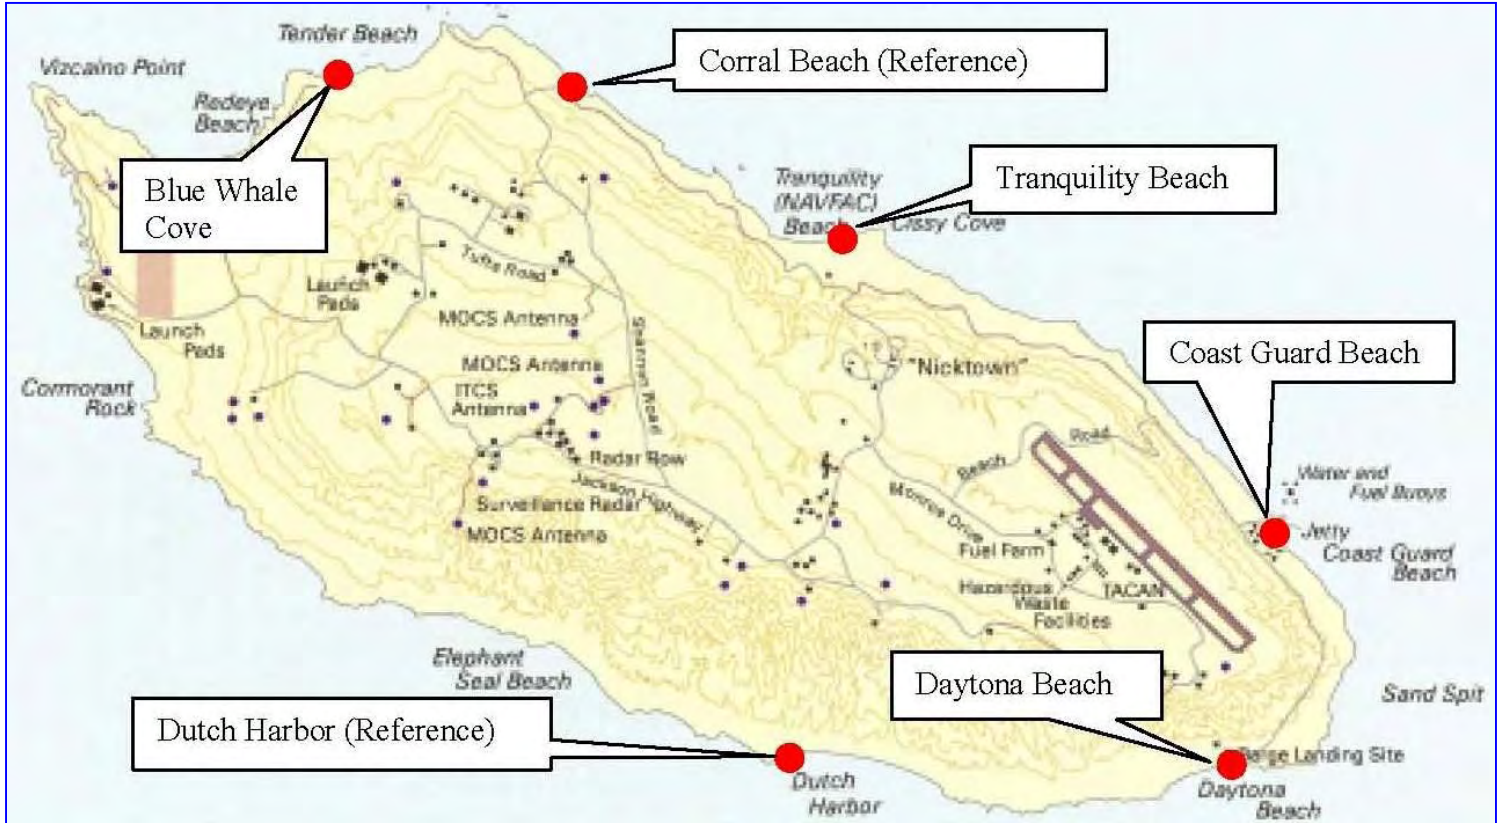 Tender Beach
Corral Beach (Reference)
Vizcaino Point
Redeye
Beach
Blue Whale
Cove
Tranquility
(NAVFAC)
Beach
Tranquility Beach
Cissy Cove
Tufts Road
Launch
Pads
MOCS Antenna
Launch
Pads
Shannon Road
Coast Guard Beach
MOCS Antenna
"Nicktown"
Cormorant
Rock
ITCS
Antenna
Radar Row
Beach Road
Jackson Highway
Monroe Drive
Water and
Fuel Buoys
Surveillance Radar
MOCS Antenna
Jetty
Coast Guard
Beach
Fuel Farm
Hazardous
Waste
Facilities
TACAN
Elephant
Seal Beach
Daytona Beach
Sand Spit
Dutch Harbor (Reference)
Barge Landing Site
Dutch
Harbor
Daytona
Beach